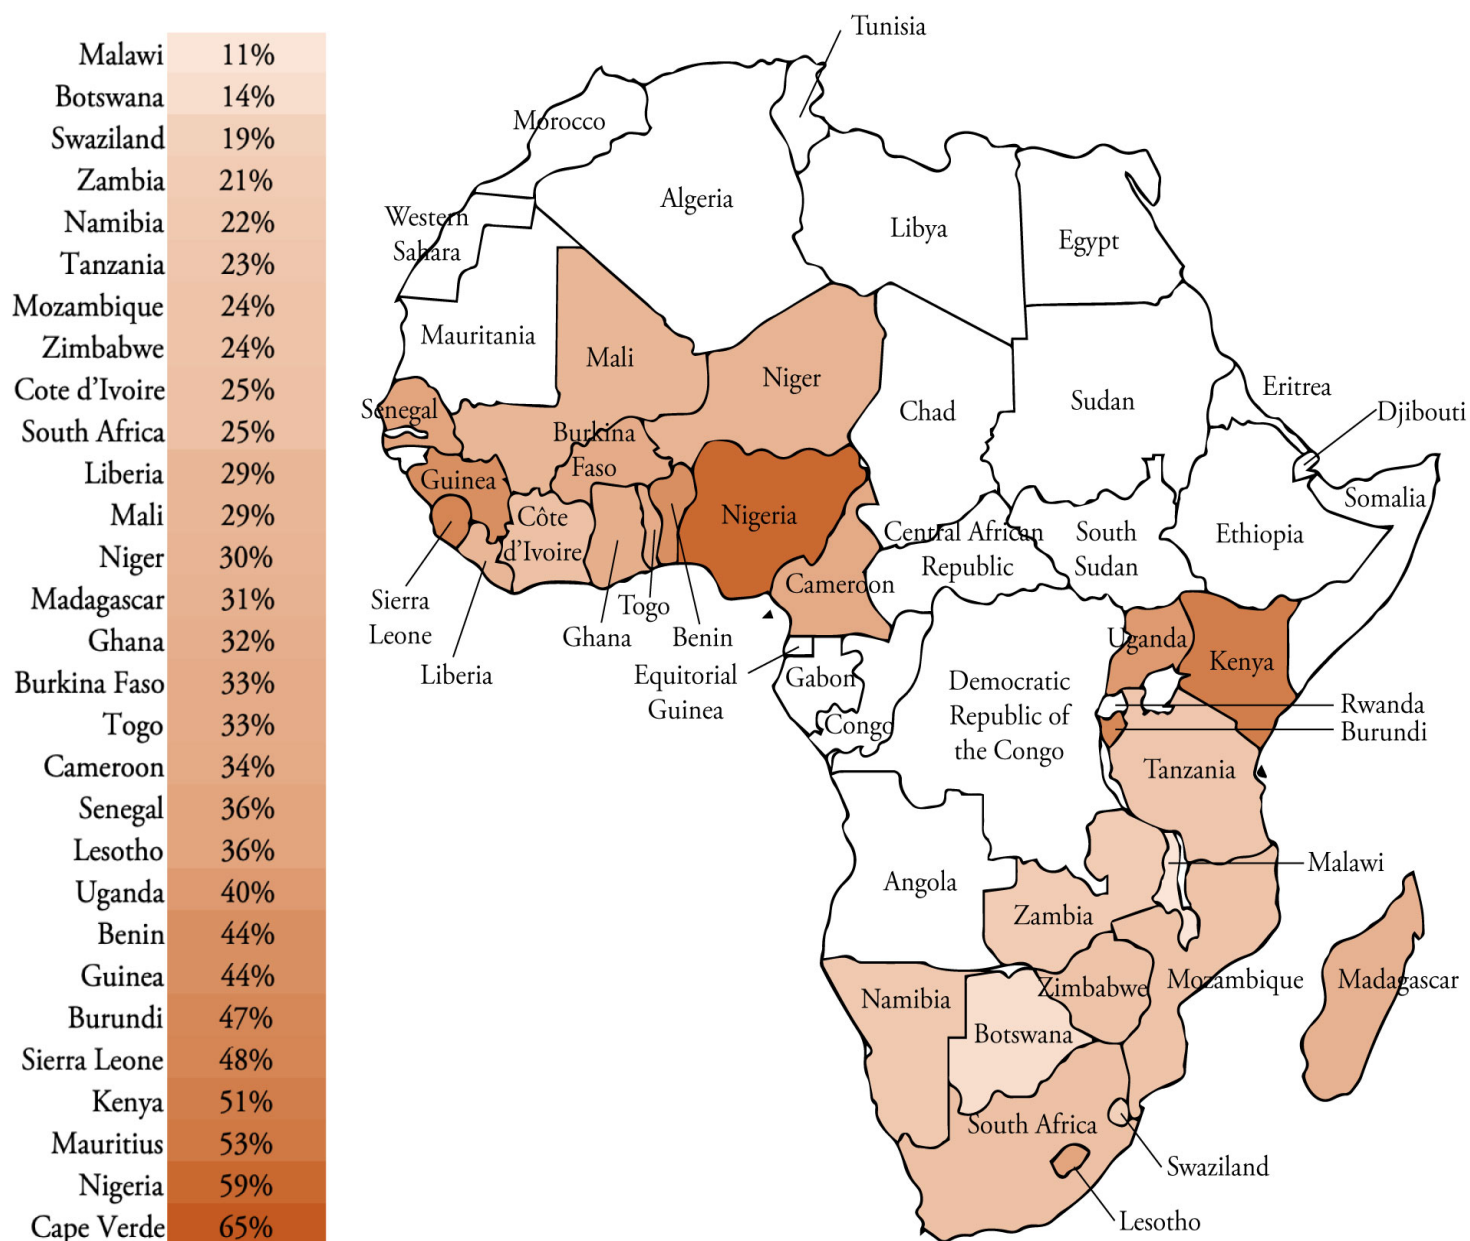 Malawi 11%
Botswana 14%
Swaziland 19%
Zambia 21%
Namibia 22%
Tanzania 23%
Mozambique 24%
Zimbabwe 24%
Cote d'Ivoire 25%
South Africa 25%
Liberia 29%
Mali 29%
Niger 30%
Madagascar 31%
Ghana 32%
Burkina Faso 33%
Togo 33%
Cameroon 34%
Senegal 36%
Lesotho 36%
Uganda 40%
Benin 44%
Guinea 44%
Burundi 47%
Sierra Leone 48%
Kenya 51%
Mauritius 53%
Nigeria 59%
Cape Verde 65%
Tunisia
Morocco
Algeria
Western
Sahara
Libya
Egypt
Mauritania
Mali
Niger
Chad
Sudan
Eritrea
Djibouti
Senegal
Burkina
Faso
Guinea
Côte
d'Ivoire
Nigeria
Central African
Republic
South
Sudan
Ethiopia
Somalia
Sierra
Leone
Liberia
Ghana
Togo
Benin
Cameroon
Equitorial
Guinea
Gabon
Congo
Democratic
Republic of
the Congo
Uganda
Kenya
Rwanda
Burundi
Tanzania
Angola
Zambia
Malawi
Namibia
Zimbabwe
Mozambique
Madagascar
Botswana
South Africa
Swaziland
Lesotho